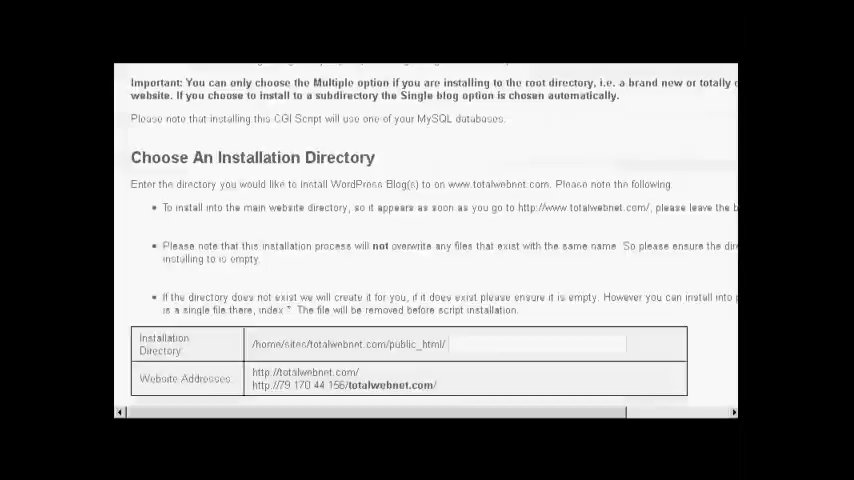 Important: You can only choose the Multiple option if you are installing to the root directory, i.e. a brand new or totally
website. If you choose to install to a subdirectory the Single blog option is chosen automatically.
Please note that installing this CGI Script will use one of your MySQL databases.
Choose An Installation Directory
Enter the directory you would like to install WordPress Blog(s) to on www.totalwebnet.com. Please note the following:
• To install into the main website directory, so it appears as soon as you go to http://www.totalwebnet.com/, please leave the
• Please note that this installation process will not overwrite any files that exist with the same name. So please ensure the
installing to is empty.
• If the directory does not exist we will create it for you, if it does exist please ensure it is empty. However you can install into
is a single file there, index.*. The file will be removed before script installation.
Installation
Directory:
/home/sites/totalwebnet.com/public_html/
Website Addresses:
http://totalwebnet.com/
http://79.170.44.156/totalwebnet.com/